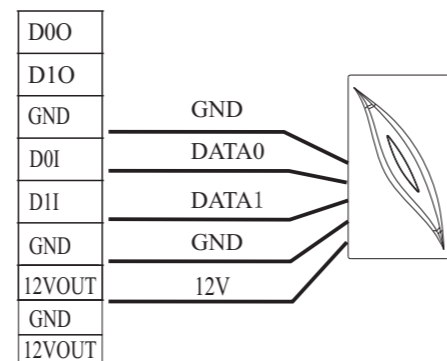 D0O
D1O
GND GND
D0I DATA0
D1I DATA1
GND GND
12VOUT 12V
GND
12VOUT